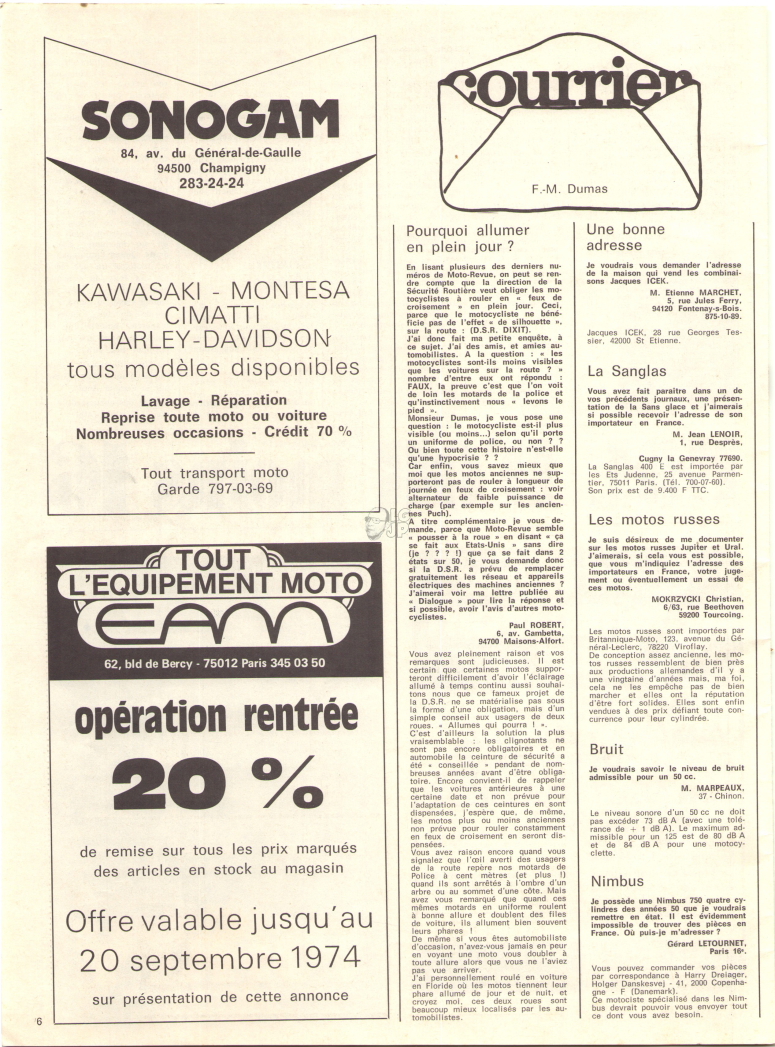 SONOGAM
84, av. du Général-de-Gaulle
94500 Champigny
283-24-24
KAWASAKI - MONTESA
CIMATTI
HARLEY-DAVIDSON
tous modèles disponibles
Lavage - Réparation
Reprise toute moto ou voiture
Nombreuses occasions - Crédit 70 %
Tout transport moto
Garde 797-03-69
TOUT
L'EQUIPEMENT MOTO
EAM
62, bld de Bercy - 75012 Paris 345 03 50
opération rentrée
20 %
de remise sur tous les prix marqués
des articles en stock au magasin
Offre valable jusqu'au
20 septembre 1974
sur présentation de cette annonce
6
courrier
F.-M. Dumas
Pourquoi allumer
en plein jour ?
En lisant plusieurs des derniers nu-
méros de Moto-Revue, on peut se ren-
dre compte que la direction de la
Sécurité Routière veut obliger les mo-
tocyclistes à rouler en « feux de
croisement » en plein jour. Ceci,
parce que le motocycliste ne béné-
ficie pas de l'effet « de silhouette »,
sur la route : (D.S.R. DIXIT).
J'ai donc fait ma petite enquête, à
ce sujet. J'ai des amis, et amies au-
tomobilistes. A la question : « les
motocyclistes sont-ils moins visibles
que les voitures sur la route ? »
nombre d'entre eux ont répondu :
FAUX, la preuve c'est que l'on voit
de loin les motards de la police et
qu'instinctivement nous « levons le
pied ».
Monsieur Dumas, je vous pose une
question : le motocycliste est-il plus
visible (ou moins...) selon qu'il porte
un uniforme de police, ou non ? ?
Ou bien toute cette histoire n'est-elle
qu'une hypocrisie ? ?
Car enfin, vous savez mieux que
moi que les motos anciennes ne sup-
porteront pas de rouler à longueur de
journée en feux de croisement : voir
alternateur de faible puissance de
charge (par exemple sur les ancien-
nes Puch).
A titre complémentaire je vous de-
mande, parce que Moto-Revue semble
« pousser à la roue » en disant « ça
se fait aux Etats-Unis » sans dire
(je ? ? ? !) que ça se fait dans 2
états sur 50, je vous demande donc
si la D.S.R. a prévu de remplacer
gratuitement les réseau et appareils
électriques des machines anciennes ?
J'aimerai voir ma lettre publiée au
« Dialogue » pour lire la réponse et
si possible, avoir l'avis d'autres moto-
cyclistes.
Paul ROBERT,
6, av. Gambetta,
94700 Maisons-Alfort.
Vous avez pleinement raison et vos
remarques sont judicieuses. Il est
certain que certaines motos suppor-
teront difficilement d'avoir l'éclairage
allumé à temps continu aussi souhai-
tons nous que ce fameux projet de
la D.S.R. ne se matérialise pas sous
la forme d'une obligation, mais d'un
simple conseil aux usagers de deux
roues. « Allumes qui pourra ! ».
C'est d'ailleurs la solution la plus
vraisemblable : les clignotants ne
sont pas encore obligatoires et en
automobile la ceinture de sécurité a
été « conseillée » pendant de nom-
breuses années avant d'être obliga-
toire. Encore convient-il de rappeler
que les voitures antérieures à une
certaine date et non prévue pour
l'adaptation de ces ceintures en sont
dispensées, j'espère que, de même,
les motos plus ou moins anciennes
non prévue pour rouler constamment
en feux de croisement en seront dis-
pensées.
Vous avez raison encore quand vous
signalez que l'œil averti des usagers
de la route repère nos motards de
Police à cent mètres (et plus !)
quand ils sont arrêtés à l'ombre d'un
arbre ou au sommet d'une côte. Mais
avez vous remarqué que quand ces
mêmes motards en uniforme roulent
à bonne allure et doublent des files
de voiture, ils allument bien souvent
leurs phares !
De même si vous êtes automobiliste
d'occasion, n'avez-vous jamais en peur
en voyant une moto vous doubler à
toute allure alors que vous ne l'aviez
pas vue arriver.
J'ai personnellement roulé en voiture
en Floride où les motos tiennent leur
phare allumé de jour et de nuit, et
croyez moi, ces deux roues sont
beaucoup mieux localisés par les au-
tomobilistes.
Une bonne
adresse
Je voudrais vous demander l'adresse
de la maison qui vend les combinai-
sons Jacques ICEK.
M. Etienne MARCHET,
5, rue Jules Ferry,
94120 Fontenay-s-Bois.
875-10-89.
Jacques ICEK, 28 rue Georges Tes-
sier, 42000 St Etienne.
La Sanglas
Vous avez fait paraître dans un de
vos précédents journaux, une présen-
tation de la Sans glace et j'aimerais
si possible recevoir l'adresse de son
importateur en France.
M. Jean LENOIR,
1, rue Desprès,
Cugny la Genevray 77690.
La Sanglas 400 E est importée par
les Ets Judenne, 25 avenue Parmen-
tier, 75011 Paris. (Tél. 700-07-60).
Son prix est de 9.400 F TTC.
Les motos russes
Je suis désireux de me documenter
sur les motos russes Jupiter et Ural.
J'aimerais, si cela vous est possible,
que vous m'indiquiez l'adresse des
importateurs en France, votre juge-
ment ou éventuellement un essai de
ces motos.
MOKRZYCKI Christian,
6/63, rue Beethoven
59200 Tourcoing.
Les motos russes sont importées par
Britannique-Moto, 123, avenue du Gé-
néral-Leclerc, 78220 Viroflay.
De conception assez ancienne, les mo-
tos russes ressemblent de bien près
aux productions allemandes d'il y a
une vingtaine d'années mais, ma foi,
cela ne les empêche pas de bien
marcher et elles ont la réputation
d'être fort solides. Elles sont enfin
vendues à des prix défiant toute con-
currence pour leur cylindrée.
Bruit
Je voudrais savoir le niveau de bruit
admissible pour un 50 cc.
M. MARPEAUX,
37 - Chinon.
Le niveau sonore d'un 50 cc ne doit
pas excéder 73 dB A (avec une tolé-
rance de + 1 dB A). Le maximum ad-
missible pour un 125 est de 80 dB A
et de 84 dB A pour une motocy-
clette.
Nimbus
Je possède une Nimbus 750 quatre cy-
lindres des années 50 que je voudrais
remettre en état. Il est évidemment
impossible de trouver des pièces en
France. Où puis-je m'adresser ?
Gérard LETOURNET,
Paris 16e.
Vous pouvez commander vos pièces
par correspondance à Harry Dreiager,
Holger Danskesvej - 41, 2000 Copenha-
gne - F (Danemark).
Ce motociste spécialisé dans les Nim-
bus devrait pouvoir vous envoyer tout
ce dont vous avez besoin.